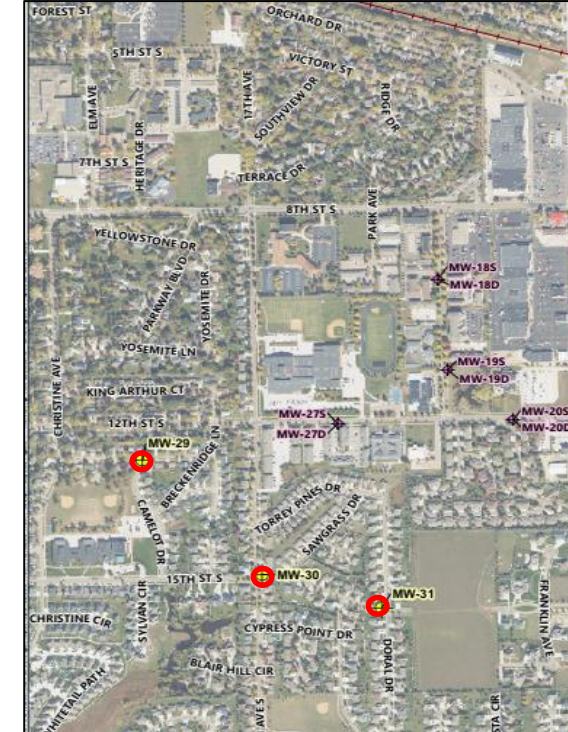 FOREST ST
ORCHARD DR
5TH ST S
17TH AVE
VICTORY ST
ELM AVE
SOUTHVIEW DR
RIDGE DR
HERITAGE DR
7TH ST S
TERRACE DR
8TH ST S
PARK AVE
YELLOWSTONE DR
PARKWAY BLVD
YOSEMITE DR
MW-18S
MW-18D
YOSEMITE LN
CHRISTINE AVE
MW-19S
MW-19D
KING ARTHUR CT
12TH ST S
MW-27S
MW-27D
MW-20S
MW-20D
MW-29
BRECKENRIDGE LN
CAMELOT DR
TORREY PINES DR
SAWGRASS DR
15TH ST S
MW-30
MW-31
SYLVAN CIR
CHRISTINE CIR
CYPRESS POINT DR
FRANKLIN AVE
BLAIR HILL CIR
DORAL DR
WHITETAIL PATH
AVE S
STA CIR